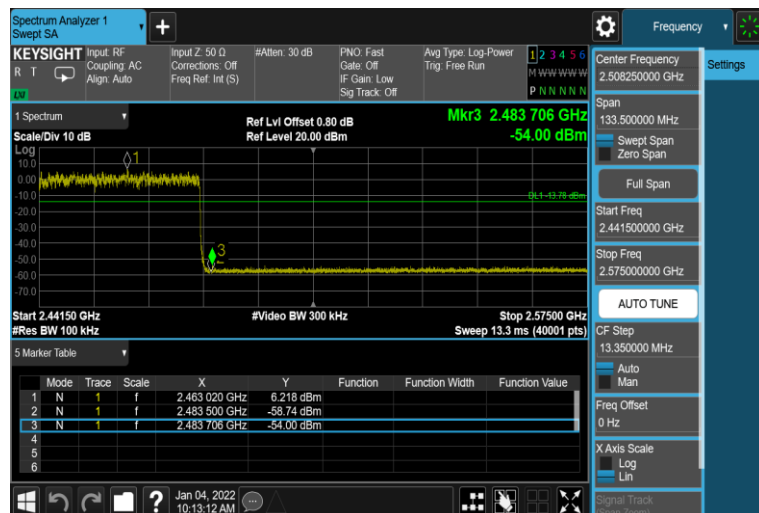 Spectrum Analyzer 1
Swept SA
Frequency
KEYSIGHT
R T
LXI
Input: RF
Coupling: AC
Align: Auto
Input Z: 50 Ω
Corrections: Off
Freq Ref: Int (S)
#Atten: 30 dB
PNO: Fast
Gate: Off
IF Gain: Low
Sig Track: Off
Avg Type: Log-Power
Trig: Free Run
1 2 3 4 5 6
M W W W W W
P N N N N N
1 Spectrum
Scale/Div 10 dB
Ref Lvl Offset 0.80 dB
Ref Level 20.00 dBm
Mkr3 2.483 706 GHz
-54.00 dBm
Log
10.0
0.00
-10.0
-20.0
-30.0
-40.0
-50.0
-60.0
-70.0
1
3
DL1 -13.78 dBm
Start 2.44150 GHz
#Res BW 100 kHz
#Video BW 300 kHz
Stop 2.57500 GHz
Sweep 13.3 ms (40001 pts)
5 Marker Table
Mode Trace Scale X Y Function Function Width Function Value
1 N 1 f 2.463 020 GHz 6.218 dBm
2 N 1 f 2.483 500 GHz -58.74 dBm
3 N 1 f 2.483 706 GHz -54.00 dBm
4
5
6
?
Jan 04, 2022
10:13:12 AM
Center Frequency
2.508250000 GHz
Span
133.500000 MHz
Swept Span
Zero Span
Full Span
Start Freq
2.441500000 GHz
Stop Freq
2.575000000 GHz
AUTO TUNE
CF Step
13.350000 MHz
Auto
Man
Freq Offset
0 Hz
X Axis Scale
Log
Lin
Signal Track
(Span Zoom)
Settings